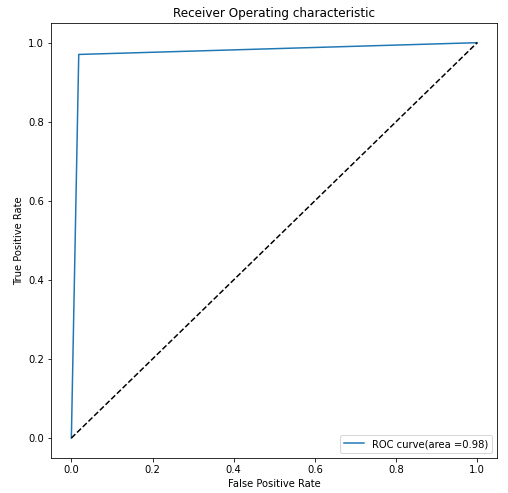 Receiver Operating characteristic
1.0
0.8
0.6
0.4
0.2
0.0
True Positive Rate
ROC curve(area =0.98)
0.0 0.2 0.4 0.6 0.8 1.0
False Positive Rate